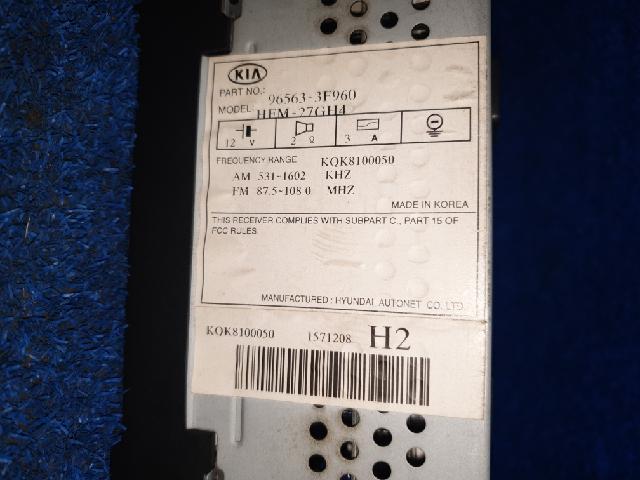 KIA
PART NO.: 96563-3F960
MODEL: HEM-27GH4
12 V 2 Ω 3 A
FREQUENCY RANGE KQK8100050
AM 531~1602 KHZ
FM 87.5~108.0 MHZ
MADE IN KOREA
THIS RECEIVER COMPLIES WITH SUBPART C., PART 15 OF
FCC RULES.
MANUFACTURED : HYUNDAI AUTONET CO. LTD.
KQK8100050 1571208 H2